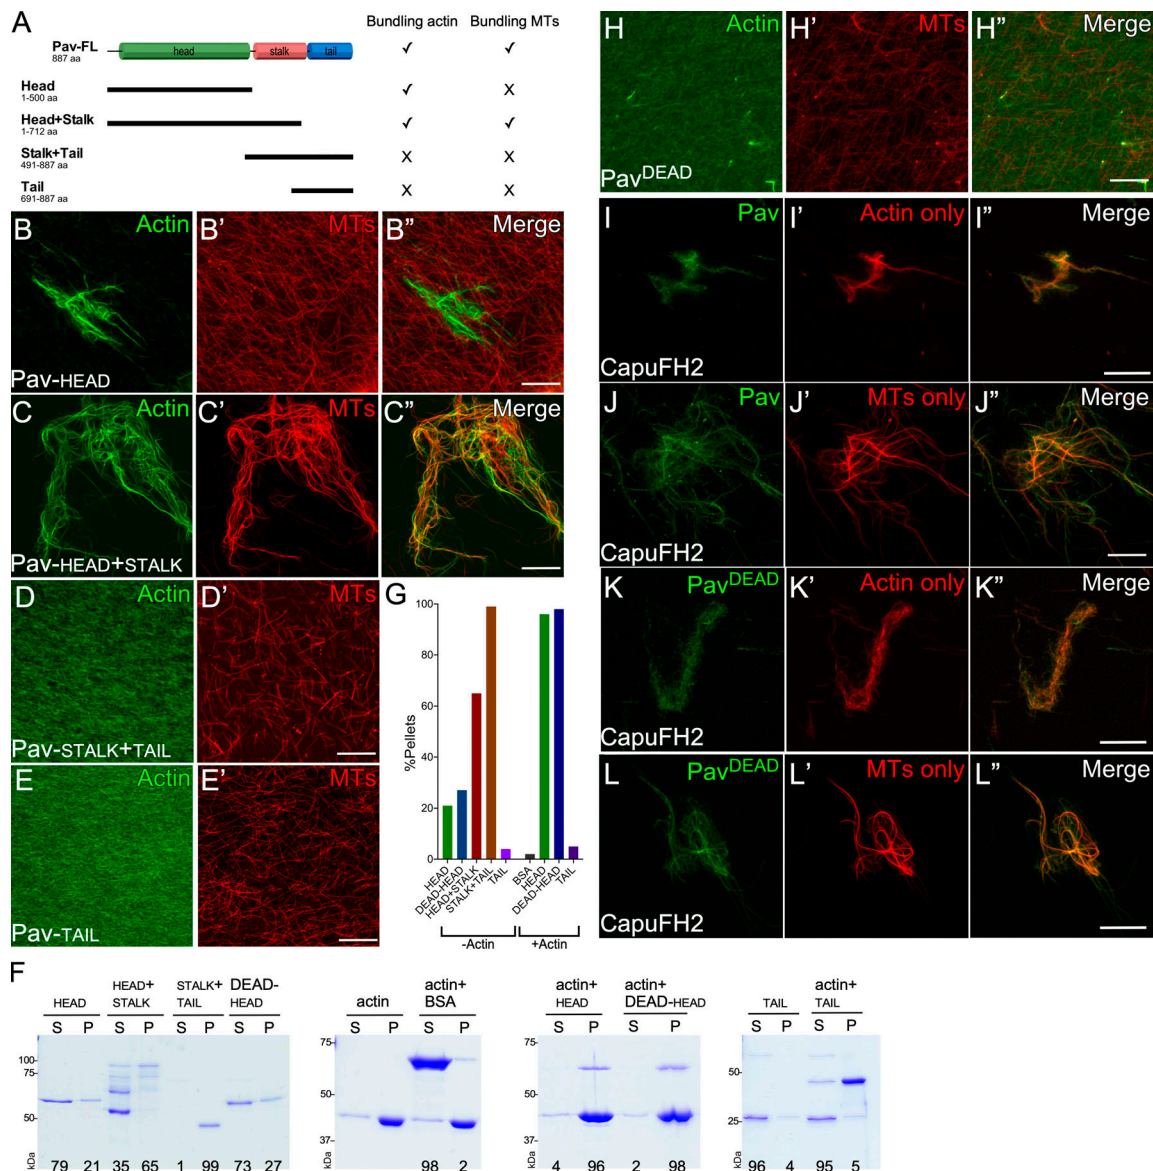 A
Bundling actin Bundling MTs
Pav-FL head stalk tail ✓ ✓
887 aa
Head ✓ X
1-500 aa
Head+Stalk ✓ ✓
1-712 aa
Stalk+Tail X X
491-887 aa
Tail X X
691-887 aa
B Actin B' MTs B" Merge
Pav-HEAD
C Actin C' MTs C" Merge
Pav-HEAD+STALK
D Actin D' MTs
Pav-STALK+TAIL
E Actin E' MTs
Pav-TAIL
G
%Pellets
100
80
60
40
20
0
HEAD
DEAD-HEAD
HEAD+STALK
STALK+TAIL
TAIL
BSA
HEAD
DEAD-HEAD
TAIL
-Actin +Actin
H Actin H' MTs H" Merge
PavDEAD
I Pav I' Actin only I" Merge
CapuFH2
J Pav J' MTs only J" Merge
CapuFH2
K PavDEAD K' Actin only K" Merge
CapuFH2
L PavDEAD L' MTs only L" Merge
CapuFH2
F
HEAD HEAD+ STALK STALK+ TAIL DEAD-HEAD
S P S P S P S P
100
75
50
kDa
79 21 35 65 1 99 73 27
actin actin+ BSA
S P S P
75
50
37
kDa
98 2
actin+ HEAD actin+ DEAD-HEAD
S P S P
75
50
37
kDa
4 96 2 98
TAIL actin+ TAIL
S P S P
50
25
kDa
96 4 95 5